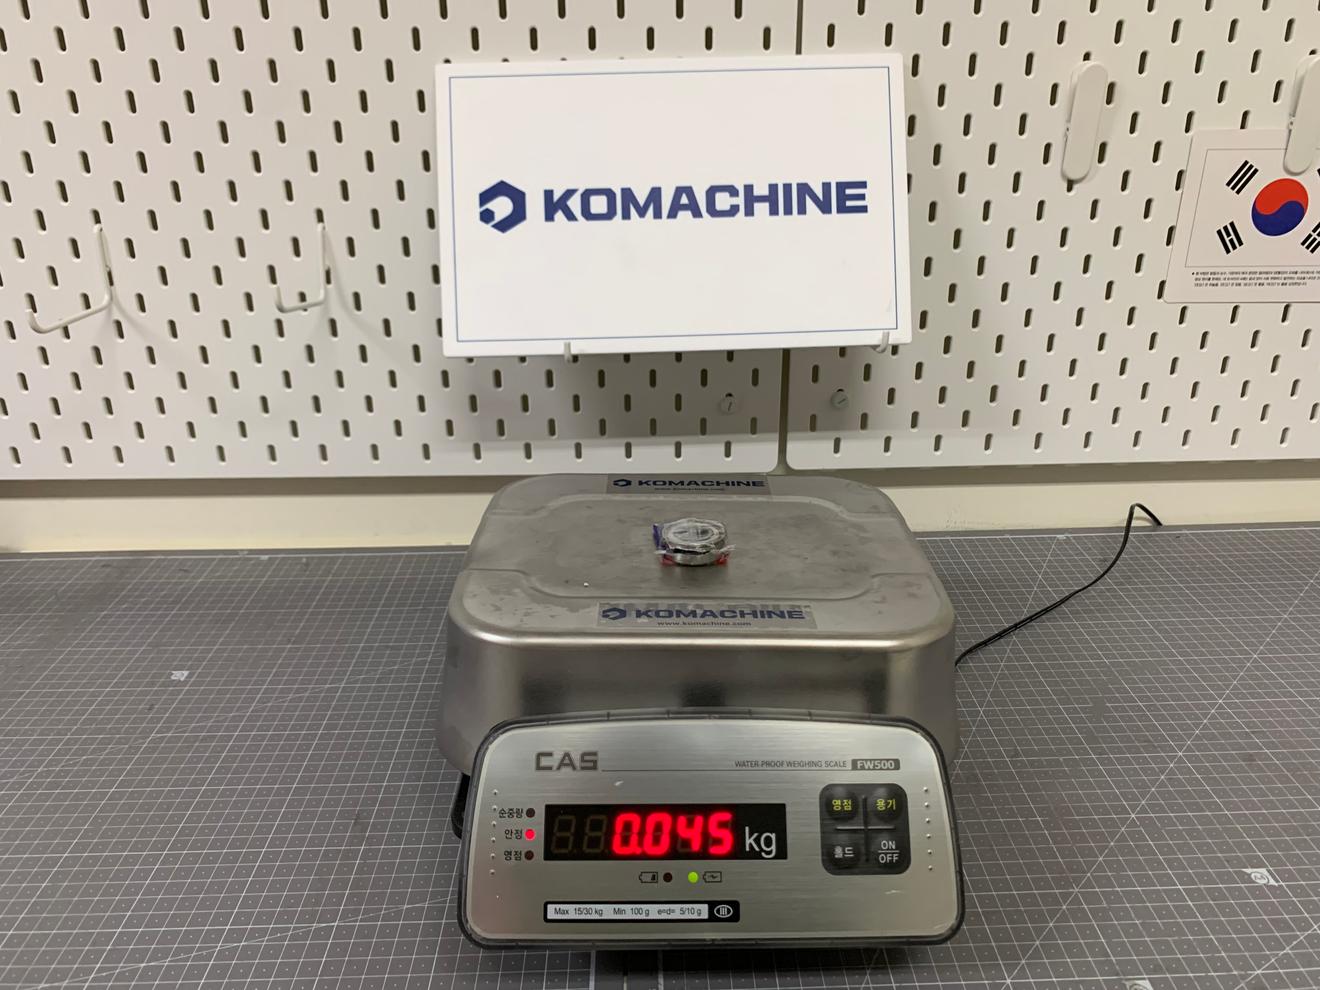 KOMACHINE
KOMACHINE
KOMACHINE
www.komachine.com
CAS
WATER-PROOF WEIGHING SCALE FW500
순중량
안정
영점
0.045 kg
영점
용기
홀드
ON
OFF
Max 15/30 kg Min 100 g e=d= 5/10 g
III